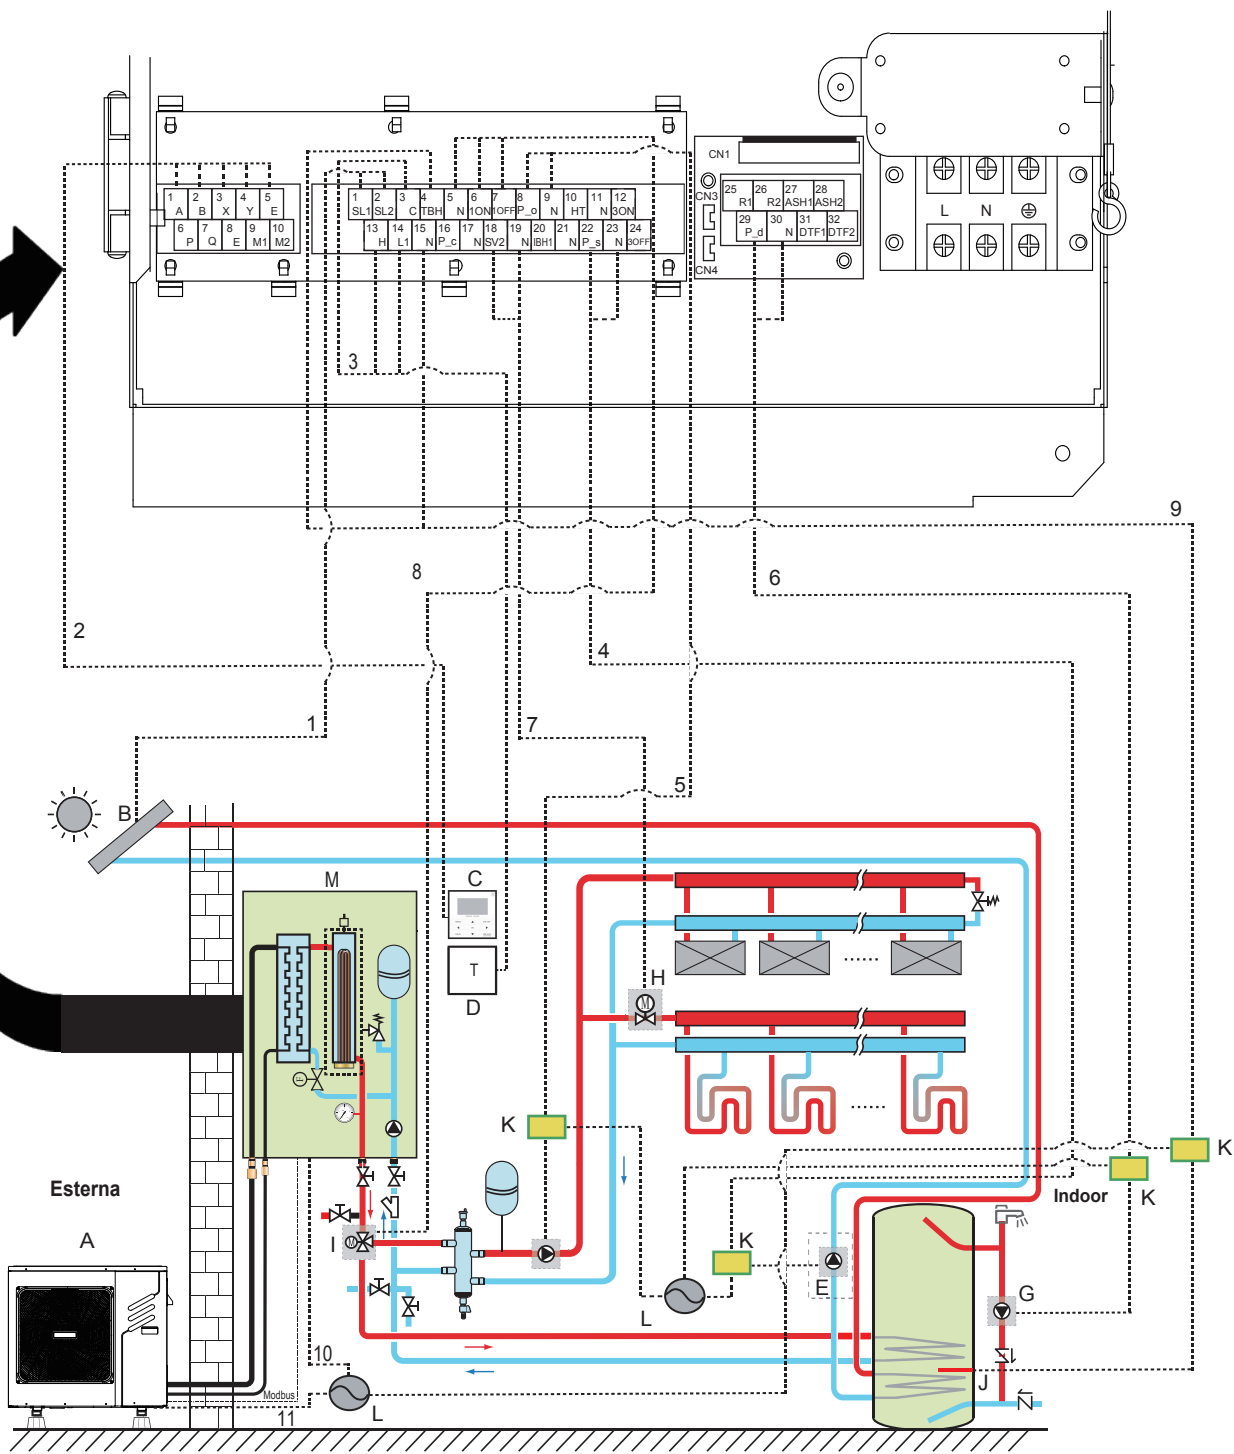 CN1
CN3
CN4
1 2 3 4 5
A B X Y E
6 7 8 9 10
P Q E M1 M2
1 2 3 4 5 6 7 8 9 10 11 12
SL1 SL2 C TBH N 1ON 1OFF P_o N HT N 3ON
13 14 15 16 17 18 19 20 21 22 23 24
H L1 N P_c N SV2 N IBH1 N P_s N 3OFF
25 26 27 28
R1 R2 ASH1 ASH2
29 30 31 32
P_d N DTF1 DTF2
L N
3
9
8
6
2
4
1
7
5
B
M
C
T
D
H
M
F
K
K
K
Indoor
Esterna
A
I
M
K
E
G
L
J
10
Modbus
11
L